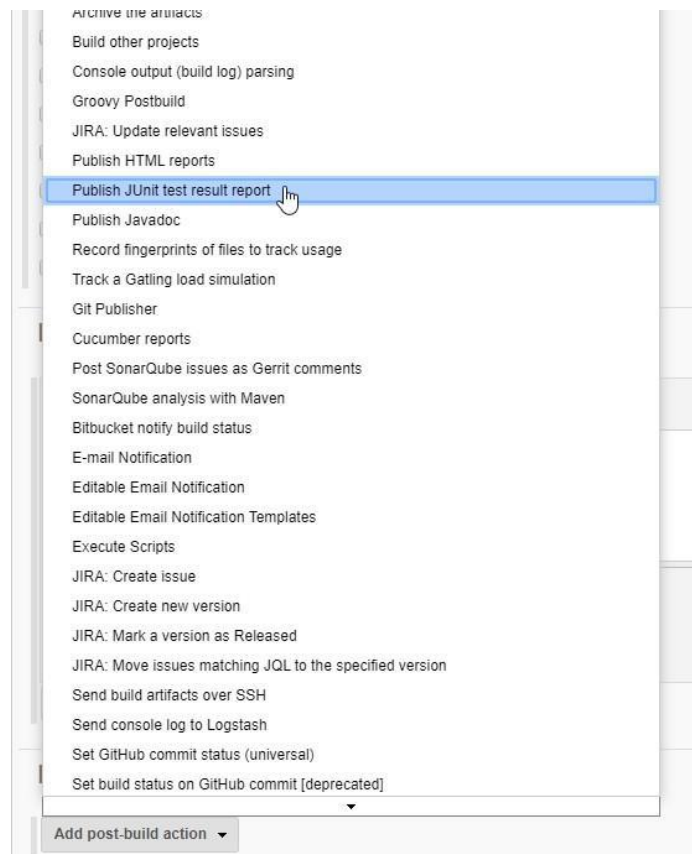 Archive the artifacts
Build other projects
Console output (build log) parsing
Groovy Postbuild
JIRA: Update relevant issues
Publish HTML reports
Publish JUnit test result report
Publish Javadoc
Record fingerprints of files to track usage
Track a Gatling load simulation
Git Publisher
Cucumber reports
Post SonarQube issues as Gerrit comments
SonarQube analysis with Maven
Bitbucket notify build status
E-mail Notification
Editable Email Notification
Editable Email Notification Templates
Execute Scripts
JIRA: Create issue
JIRA: Create new version
JIRA: Mark a version as Released
JIRA: Move issues matching JQL to the specified version
Send build artifacts over SSH
Send console log to Logstash
Set GitHub commit status (universal)
Set build status on GitHub commit [deprecated]
Add post-build action